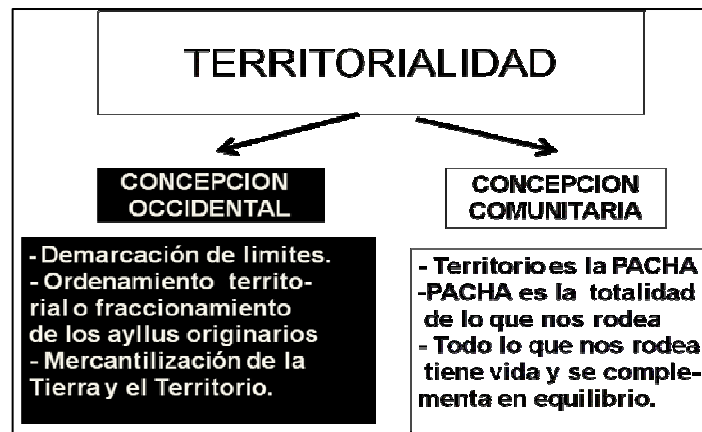 TERRITORIALIDAD
CONCEPCION
OCCIDENTAL
- Demarcación de limites.
- Ordenamiento territo-
rial o fraccionamiento
de los ayllus originarios
- Mercantilización de la
Tierra y el Territorio.
CONCEPCION
COMUNITARIA
- Territorio es la PACHA
-PACHA es la totalidad
de lo que nos rodea
- Todo lo que nos rodea
tiene vida y se comple-
menta en equilibrio.